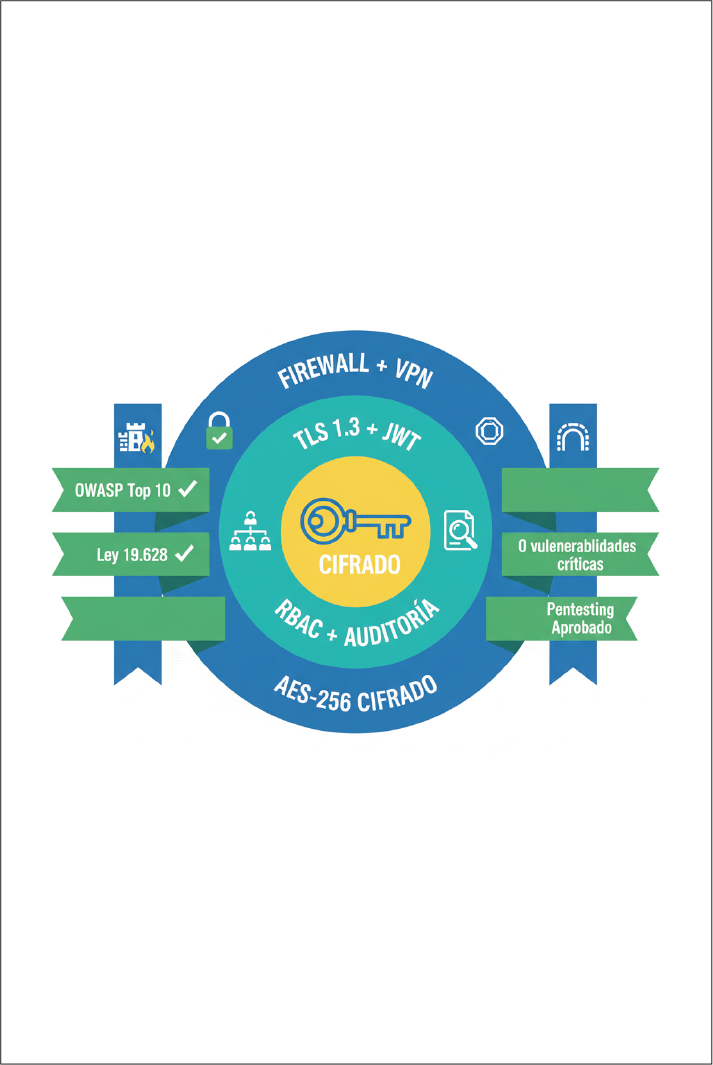 FIREWALL + VPN
TLS 1.3 + JWT
OWASP Top 10
Ley 19.628
CIFRADO
0 vulenerablidades
críticas
RBAC + AUDITORÍA
Pentesting
Aprobado
AES-256 CIFRADO